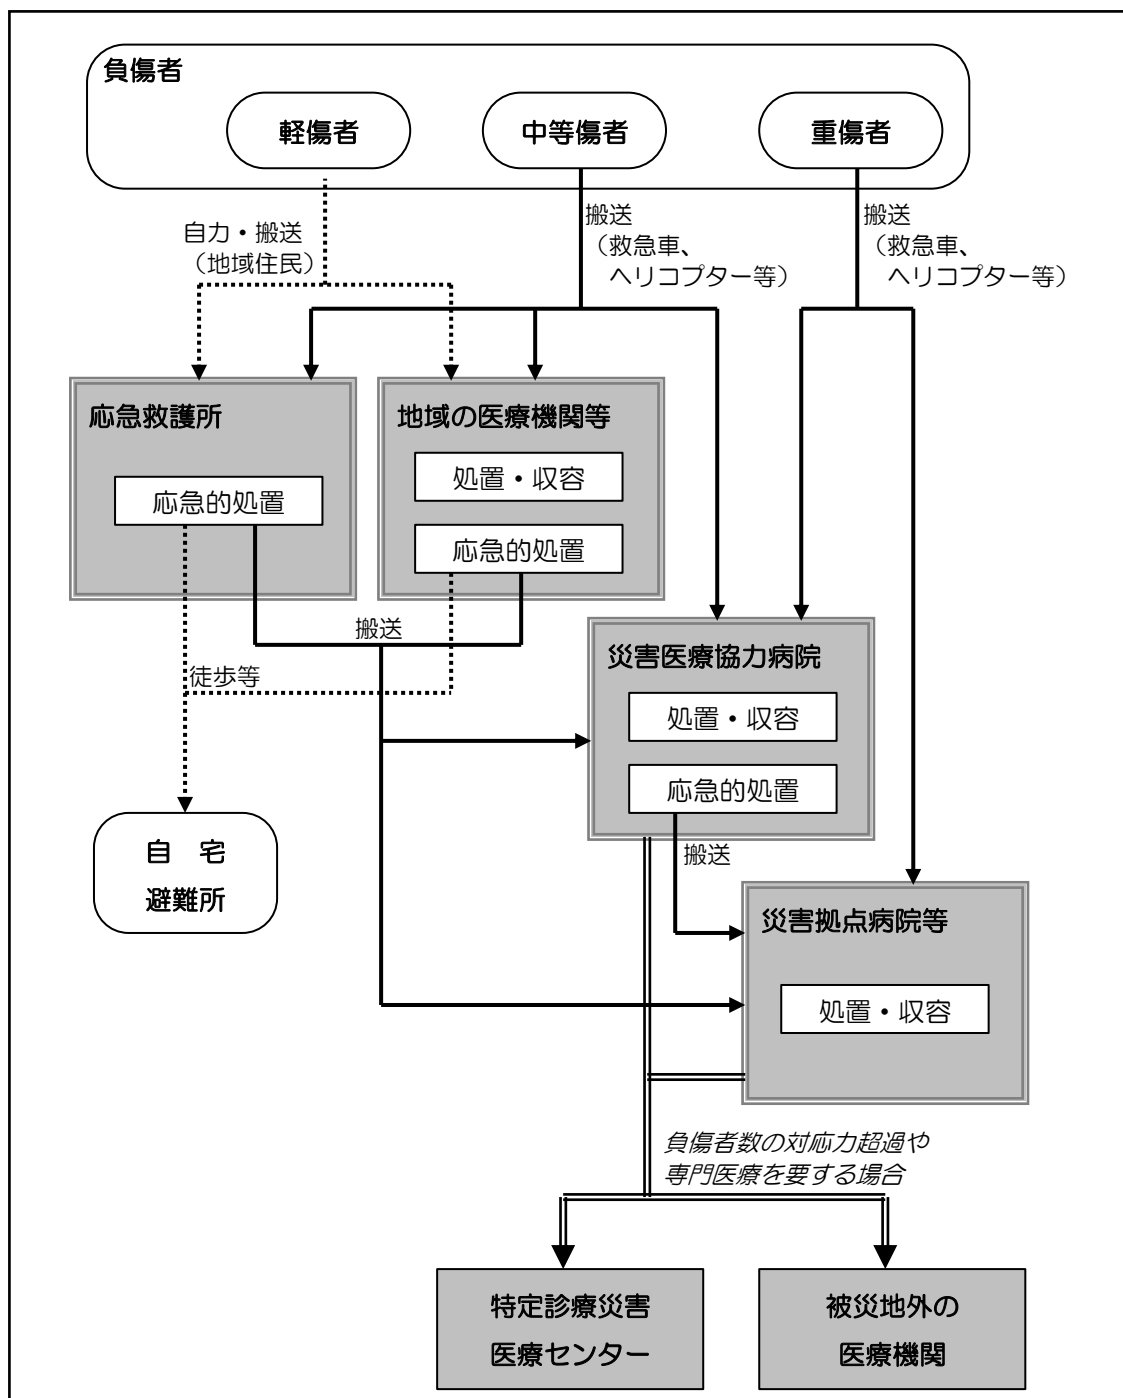 負傷者
軽傷者
中等傷者
重傷者
自力・搬送
（地域住民）
搬送
（救急車、
ヘリコプター等）
搬送
（救急車、
ヘリコプター等）
応急救護所
応急的処置
地域の医療機関等
処置・収容
応急的処置
搬送
徒歩等
災害医療協力病院
処置・収容
応急的処置
搬送
自　宅
避難所
災害拠点病院等
処置・収容
負傷者数の対応力超過や
専門医療を要する場合
特定診療災害
医療センター
被災地外の
医療機関